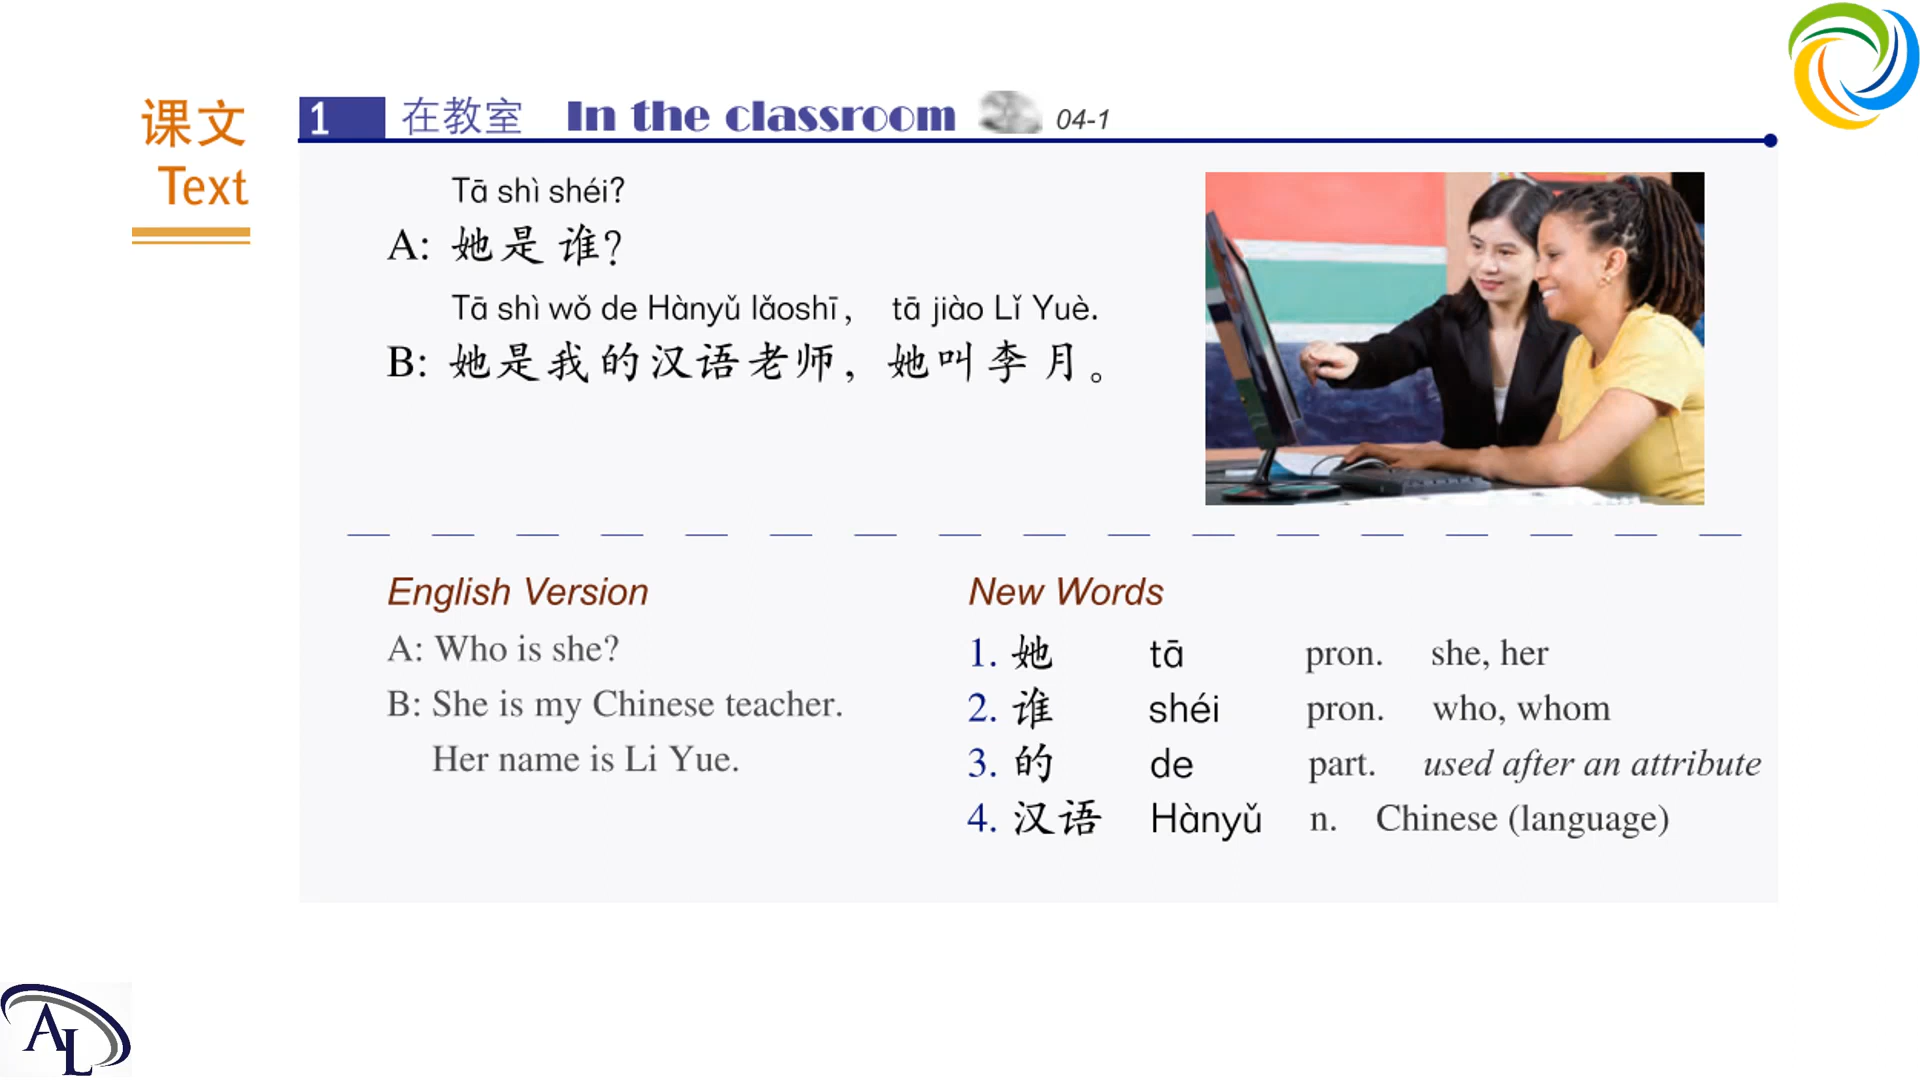 课文
Text
1 在教室 In the classroom 04-1
Tā shì shéi?
A: 她是谁?
Tā shì wǒ de Hànyǔ lǎoshī, tā jiào Lǐ Yuè.
B: 她是我的汉语老师，她叫李月。
English Version
A: Who is she?
B: She is my Chinese teacher.
Her name is Li Yue.
New Words
1. 她 tā pron. she, her
2. 谁 shéi pron. who, whom
3. 的 de part. used after an attribute
4. 汉语 Hànyǔ n. Chinese (language)
AL